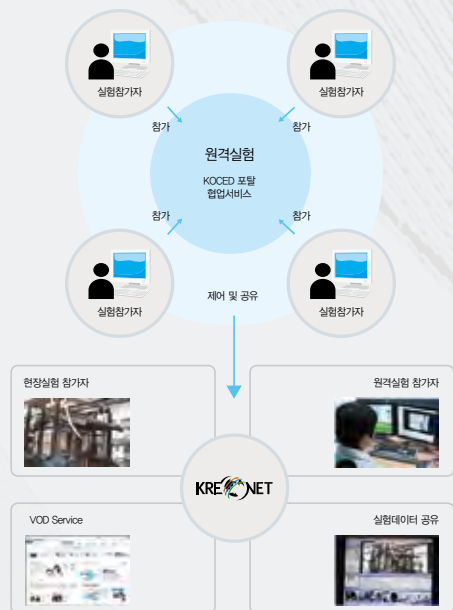 실험참가자
실험참가자
참가
참가
원격실험
KOCED 포탈
협업서비스
참가
참가
실험참가자
실험참가자
제어 및 공유
현장실험 참가자
원격실험 참가자
KREONET
VOD Service
실험데이터 공유